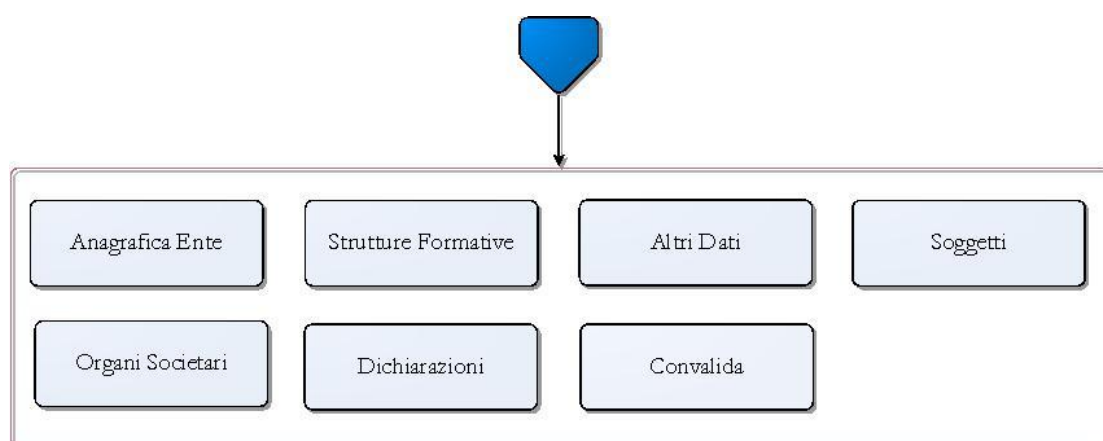 Anagrafica Ente
Strutture Formative
Altri Dati
Soggetti
Organi Societari
Dichiarazioni
Convalida